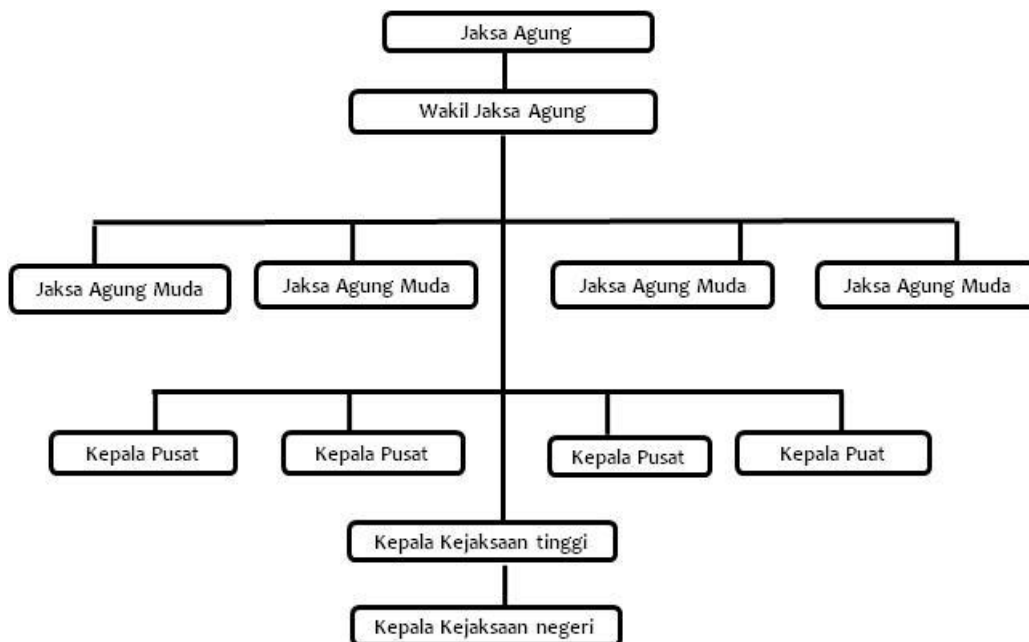 Jaksa Agung
Wakil Jaksa Agung
Jaksa Agung Muda
Jaksa Agung Muda
Jaksa Agung Muda
Jaksa Agung Muda
Kepala Pusat
Kepala Pusat
Kepala Pusat
Kepala Puat
Kepala Kejaksaan tinggi
Kepala Kejaksaan negeri